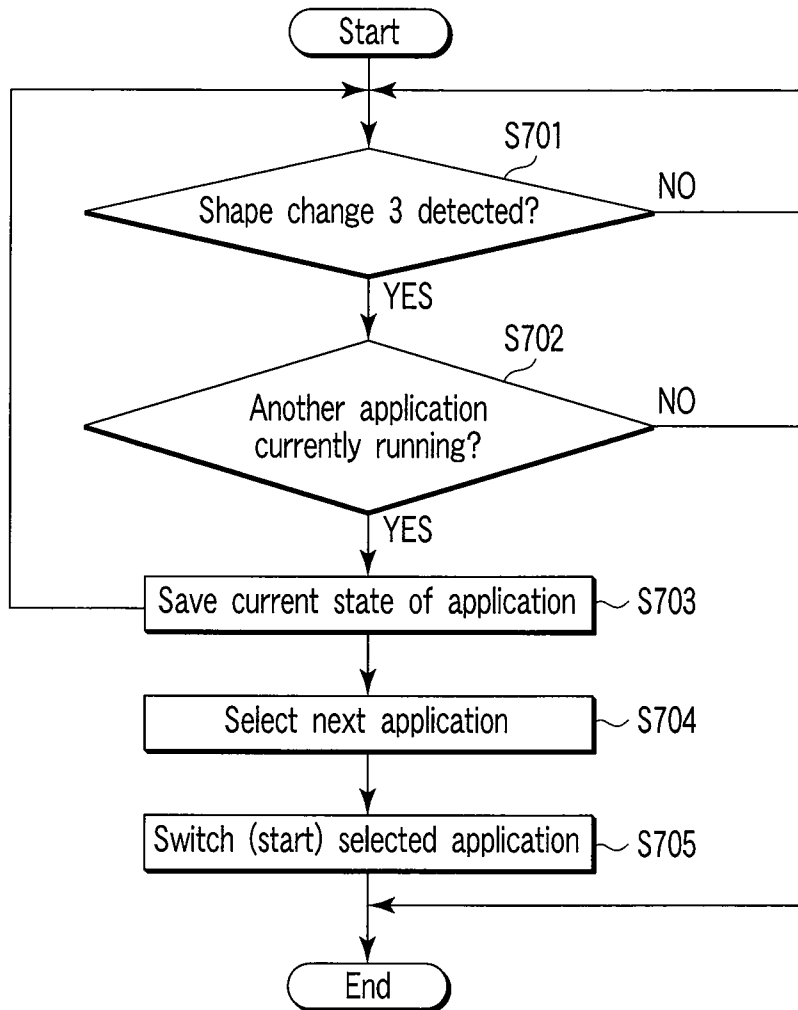 Start
S701
Shape change 3 detected?
NO
YES
S702
Another application
currently running?
NO
YES
Save current state of application
S703
Select next application
S704
Switch (start) selected application
S705
End